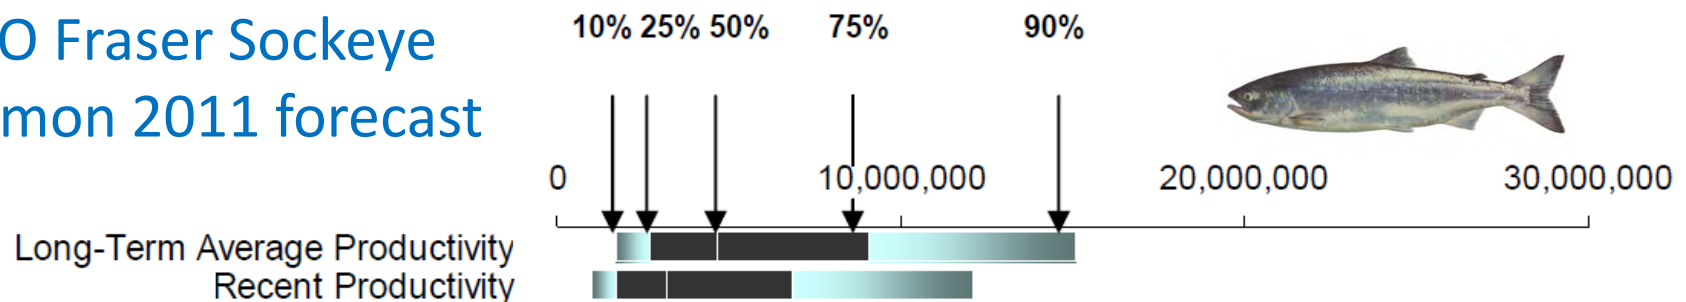 O Fraser Sockeye
mon 2011 forecast
10% 25% 50% 75% 90%
0 10,000,000 20,000,000 30,000,000
Long-Term Average Productivity
Recent Productivity